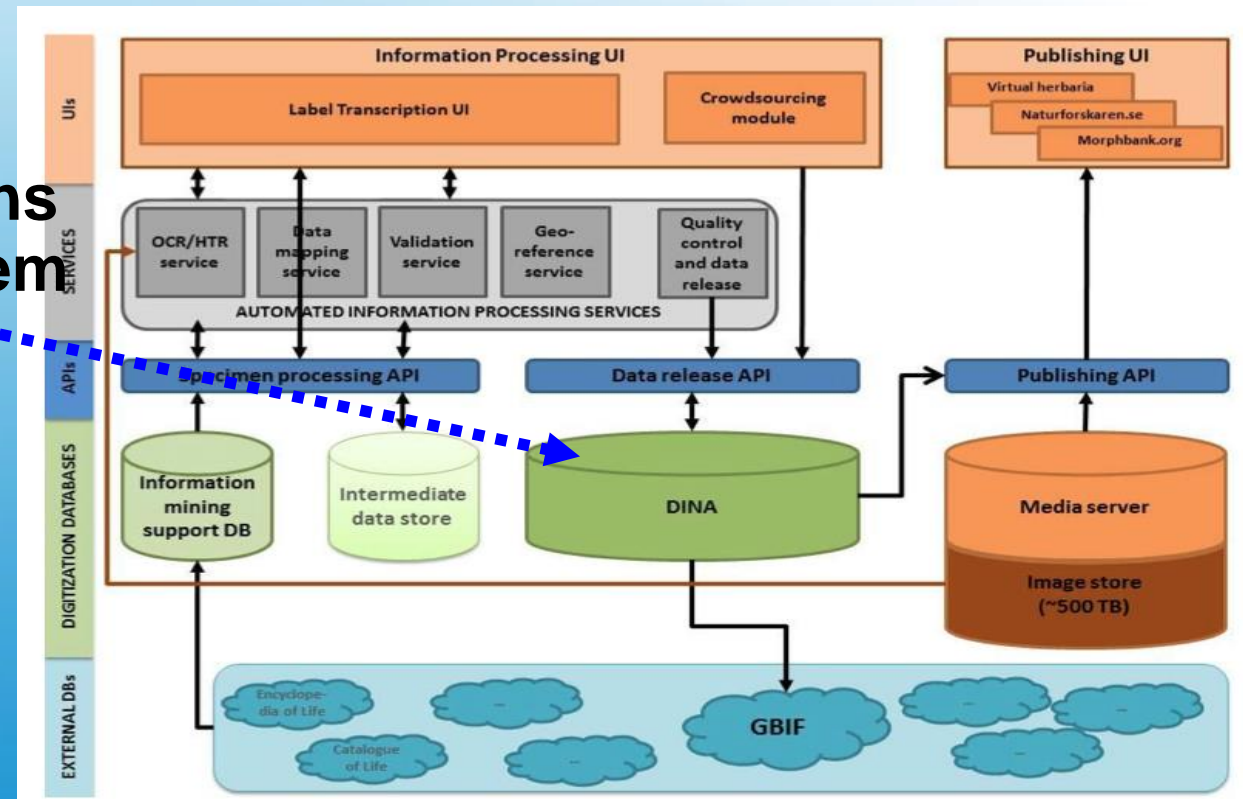 UIs
Information Processing UI
Label Transcription UI
Crowdsourcing
module
Publishing UI
Virtual herbaria
Naturforskaren.se
Morphbank.org
SERVICES
OCR/HTR
service
Data
mapping
service
Validation
service
Geo-
reference
service
Quality
control
and data
release
AUTOMATED INFORMATION PROCESSING SERVICES
APIs
Specimen processing API
Data release API
Publishing API
DIGITIZATION DATABASES
Information
mining
support DB
Intermediate
data store
DINA
Media server
Image store
(~500 TB)
EXTERNAL DBs
Encyclope-
dia of Life
Catalogue
of Life
GBIF